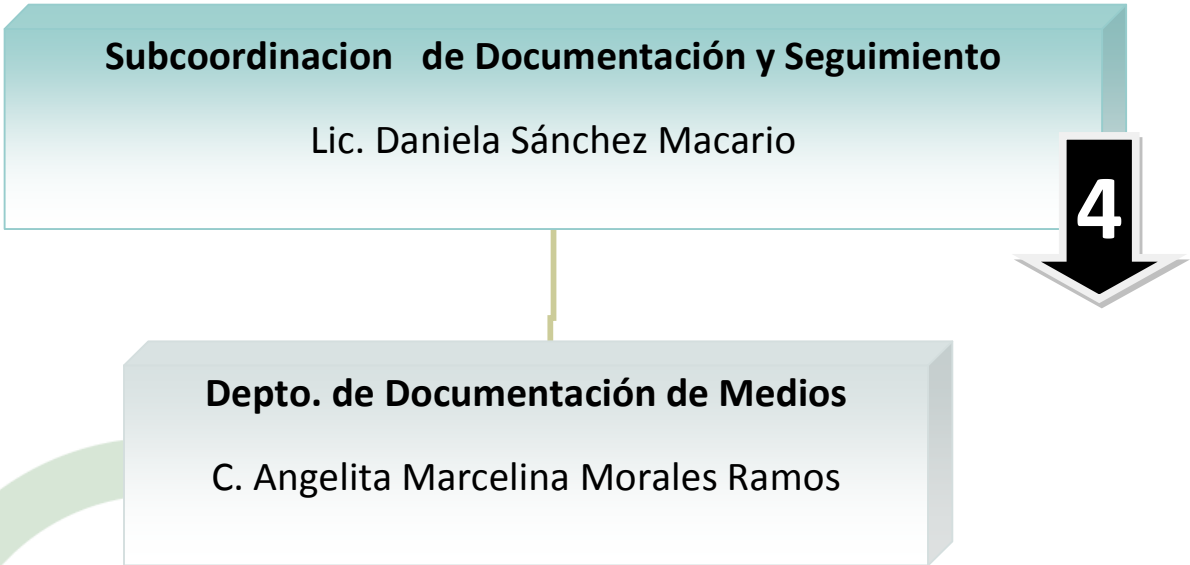 Subcoordinacion de Documentación y Seguimiento
Lic. Daniela Sánchez Macario
4
Depto. de Documentación de Medios
C. Angelita Marcelina Morales Ramos